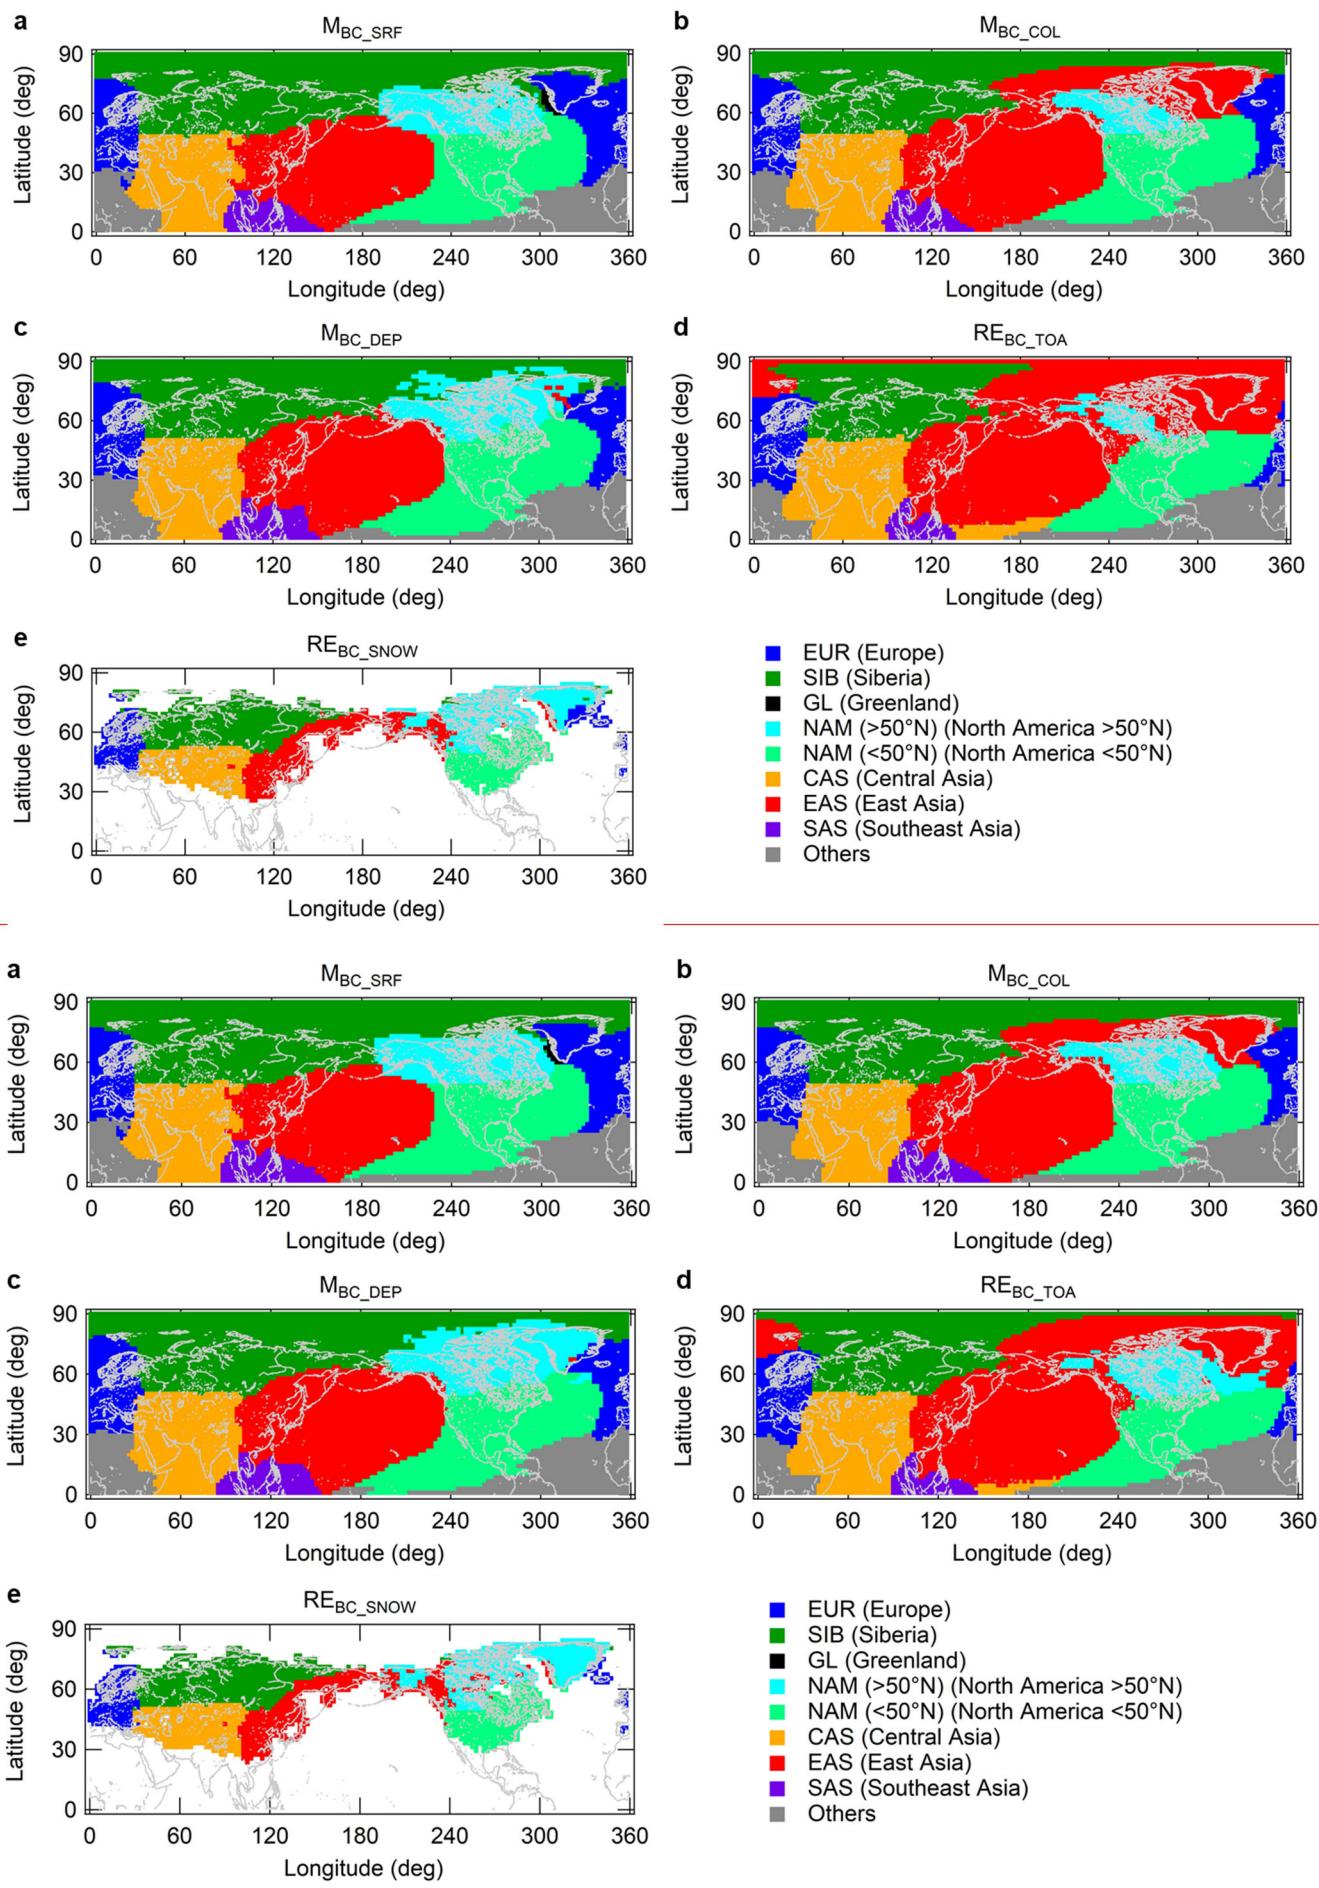 a
M_BC_SRF
90
60
30
0
Latitude (deg)
0 60 120 180 240 300 360
Longitude (deg)
b
M_BC_COL
90
60
30
0
Latitude (deg)
0 60 120 180 240 300 360
Longitude (deg)
c
M_BC_DEP
90
60
30
0
Latitude (deg)
0 60 120 180 240 300 360
Longitude (deg)
d
RE_BC_TOA
90
60
30
0
Latitude (deg)
0 60 120 180 240 300 360
Longitude (deg)
e
RE_BC_SNOW
90
60
30
0
Latitude (deg)
0 60 120 180 240 300 360
Longitude (deg)
EUR (Europe)
SIB (Siberia)
GL (Greenland)
NAM (>50°N) (North America >50°N)
NAM (<50°N) (North America <50°N)
CAS (Central Asia)
EAS (East Asia)
SAS (Southeast Asia)
Others
a
M_BC_SRF
90
60
30
0
Latitude (deg)
0 60 120 180 240 300 360
Longitude (deg)
b
M_BC_COL
90
60
30
0
Latitude (deg)
0 60 120 180 240 300 360
Longitude (deg)
c
M_BC_DEP
90
60
30
0
Latitude (deg)
0 60 120 180 240 300 360
Longitude (deg)
d
RE_BC_TOA
90
60
30
0
Latitude (deg)
0 60 120 180 240 300 360
Longitude (deg)
e
RE_BC_SNOW
90
60
30
0
Latitude (deg)
0 60 120 180 240 300 360
Longitude (deg)
EUR (Europe)
SIB (Siberia)
GL (Greenland)
NAM (>50°N) (North America >50°N)
NAM (<50°N) (North America <50°N)
CAS (Central Asia)
EAS (East Asia)
SAS (Southeast Asia)
Others